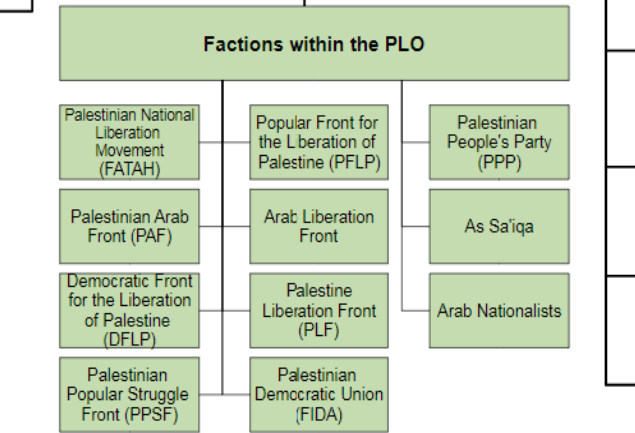 Factions within the PLO
Palestinian National
Liberation
Movement
(FATAH)
Popular Front for
the Liberation of
Palestine (PFLP)
Palestinian
People's Party
(PPP)
Palestinian Arab
Front (PAF)
Arab Liberation
Front
As Sa'iqa
Democratic Front
for the Liberation
of Palestine
(DFLP)
Palestine
Liberation Front
(PLF)
Arab Nationalists
Palestinian
Popular Struggle
Front (PPSF)
Palestinian
Democratic Union
(FIDA)